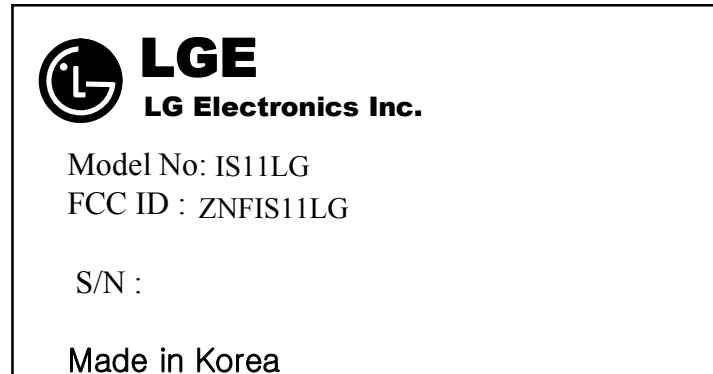 LGE
LG Electronics Inc.
Model No: IS11LG
FCC ID : ZNFIS11LG
S/N :
Made in Korea